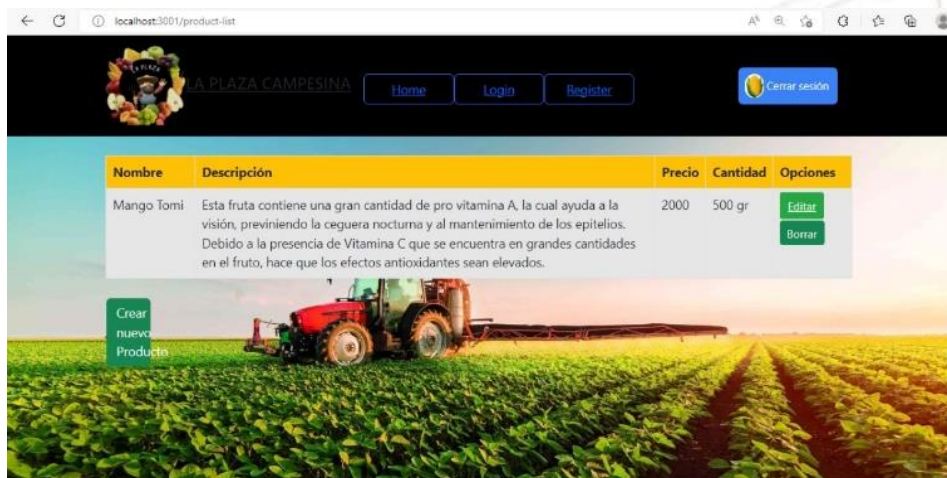 localhost:3001/product-list
LA PLAZA
LA PLAZA CAMPESINA
Home
Login
Register
Cerrar sesión
Nombre Descripción Precio Cantidad Opciones
Mango Tomi Esta fruta contiene una gran cantidad de pro vitamina A, la cual ayuda a la 2000 500 gr Editar
visión, previniendo la ceguera nocturna y al mantenimiento de los epitelios.
Debido a la presencia de Vitamina C que se encuentra en grandes cantidades Borrar
en el fruto, hace que los efectos antioxidantes sean elevados.
Crear
nuevo
Producto